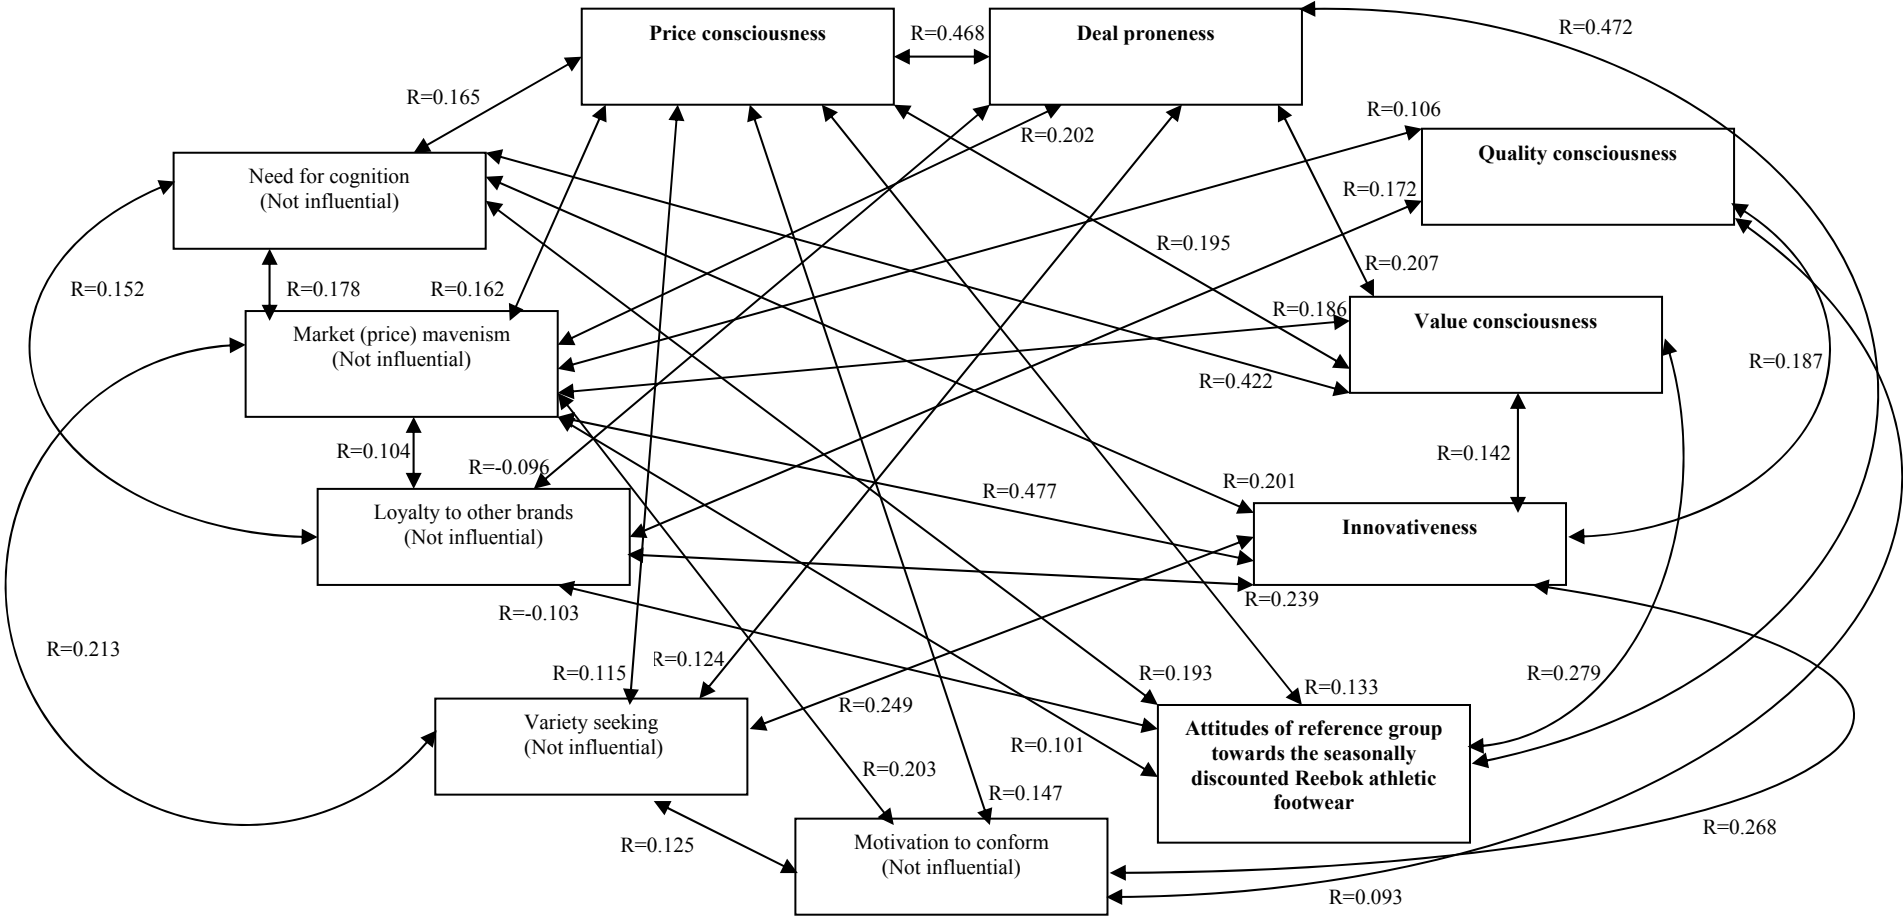 Price consciousness
R=0.468
Deal proneness
R=0.472
R=0.165
R=0.106
R=0.202
Quality consciousness
Need for cognition
(Not influential)
R=0.172
R=0.195
R=0.207
R=0.152
R=0.178
R=0.162
R=0.186
Value consciousness
Market (price) mavenism
(Not influential)
R=0.187
R=0.422
R=0.104
R=-0.096
R=0.142
R=0.477
R=0.201
Loyalty to other brands
(Not influential)
Innovativeness
R=-0.103
R=0.239
R=0.213
R=0.115
R=0.124
R=0.193
R=0.133
R=0.279
R=0.249
Variety seeking
(Not influential)
Attitudes of reference group
towards the seasonally
discounted Reebok athletic
footwear
R=0.101
R=0.203
R=0.147
R=0.125
Motivation to conform
(Not influential)
R=0.268
R=0.093